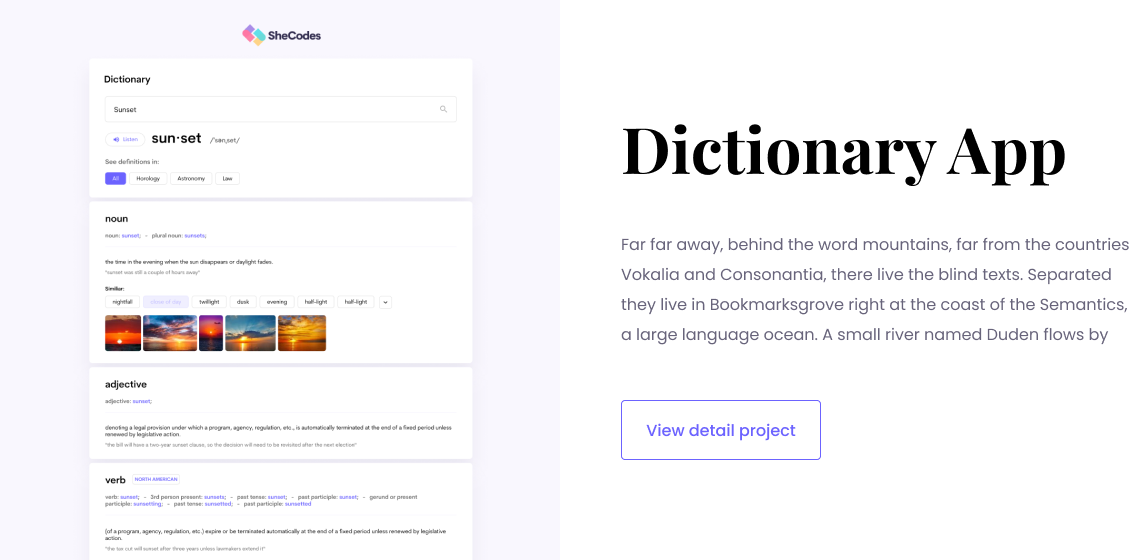 SheCodes
Dictionary
Sunset
Listen
sun·set
/ˈsənˌset/
See definitions in:
All
Horology
Astronomy
Law
noun
noun: sunset; - plural noun: sunsets;
the time in the evening when the sun disappears or daylight fades.
"sunset was still a couple of hours away"
Similar:
nightfall
close of day
twilight
dusk
evening
half-light
half-light
adjective
adjective: sunset;
denoting a legal provision under which a program, agency, regulation, etc., is automatically terminated at the end of a fixed period unless
renewed by legislative action.
"the bill will have a two-year sunset clause, so the decision will need to be revisited after the next election"
verb
NORTH AMERICAN
verb: sunset; - 3rd person present: sunsets; - past tense: sunset; - past participle: sunset; - gerund or present
participle: sunsetting; - past tense: sunsetted; - past participle: sunsetted
(of a program, agency, regulation, etc.) expire or be terminated automatically at the end of a fixed period unless renewed by legislative
action.
"the tax cut will sunset after three years unless lawmakers extend it"
Dictionary App
Far far away, behind the word mountains, far from the countries
Vokalia and Consonantia, there live the blind texts. Separated
they live in Bookmarksgrove right at the coast of the Semantics,
a large language ocean. A small river named Duden flows by
View detail project